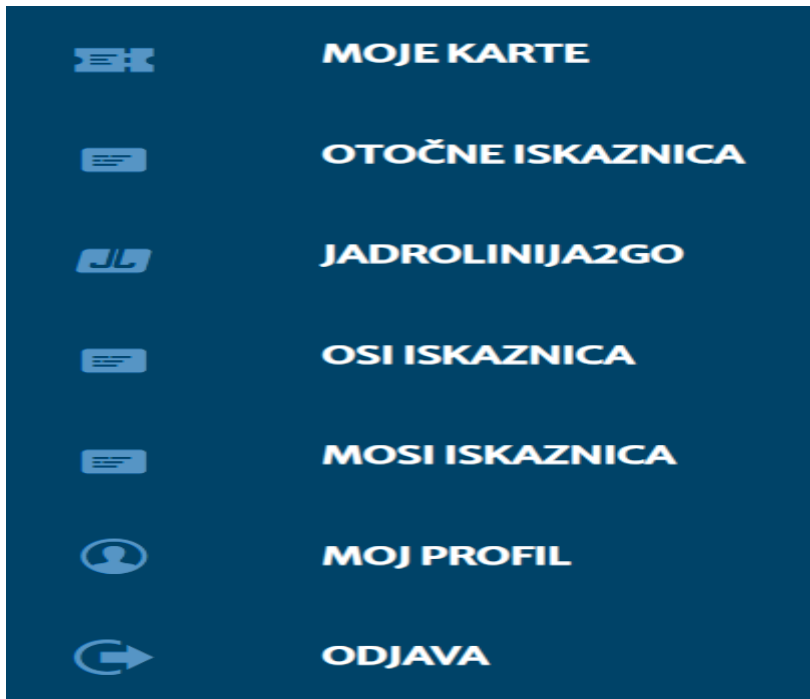 MOJE KARTE
OTOČNE ISKAZNICA
JADROLINIJA2GO
OSI ISKAZNICA
MOSI ISKAZNICA
MOJ PROFIL
ODJAVA